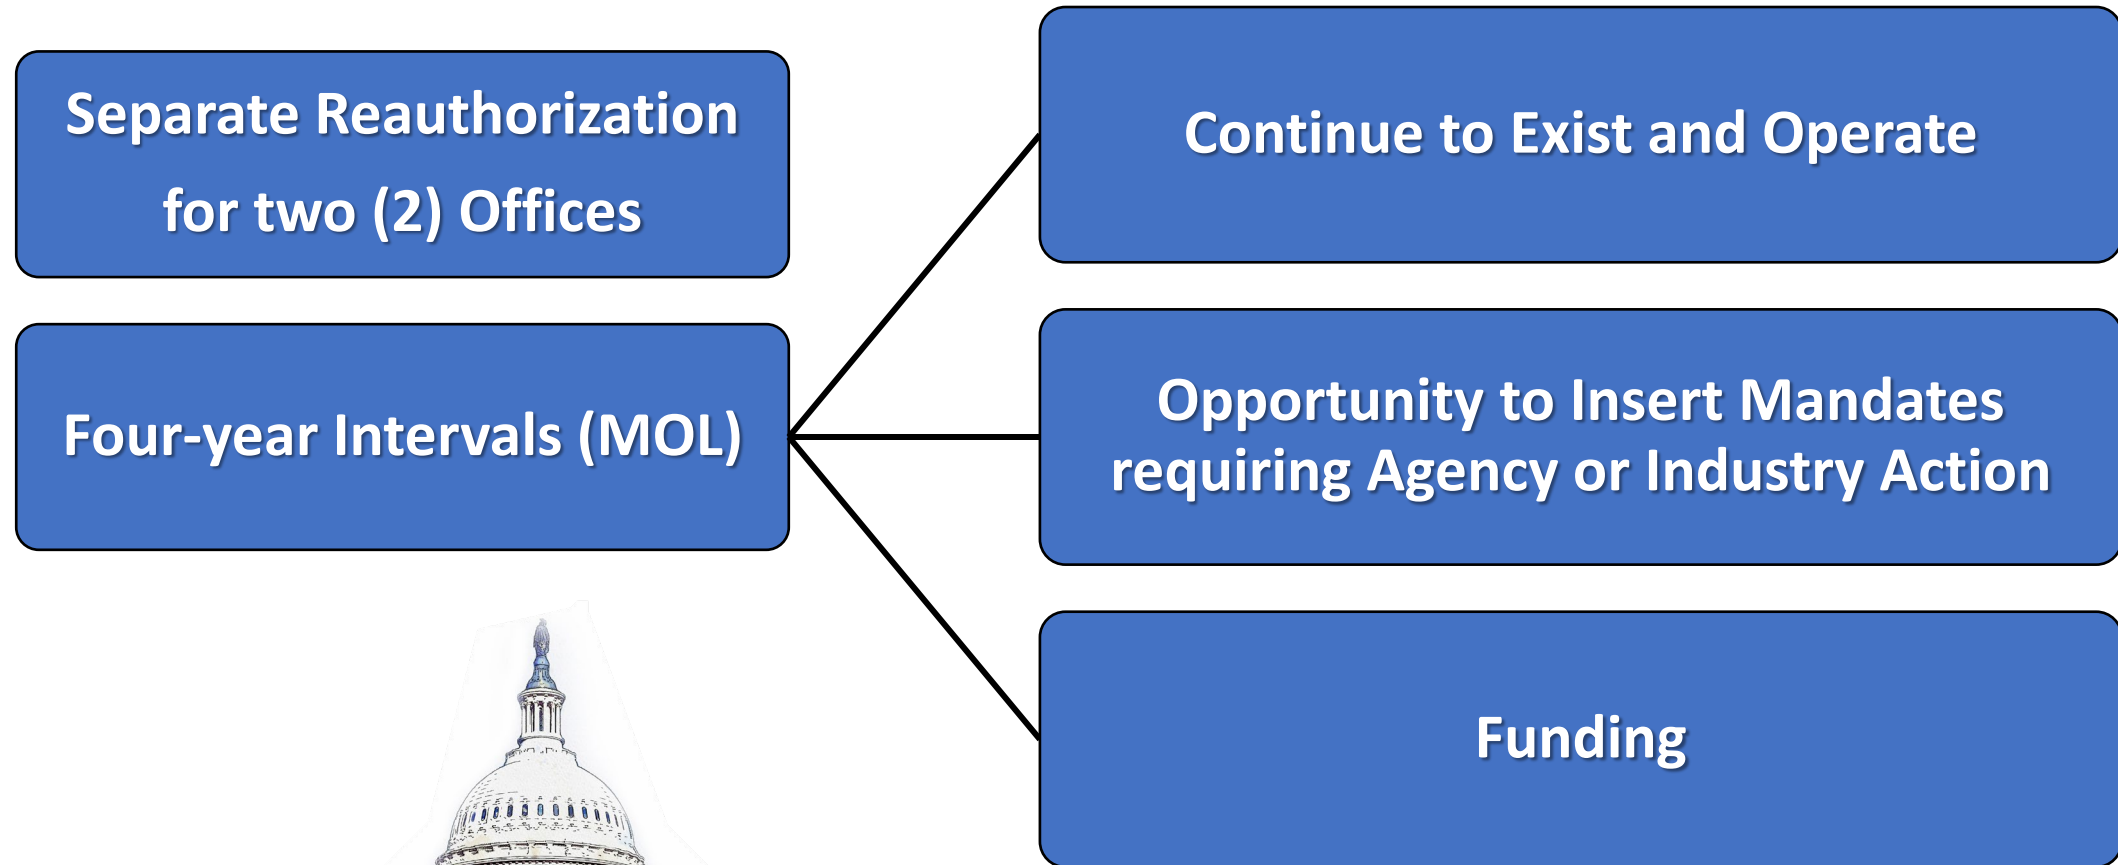 Separate Reauthorization
for two (2) Offices
Four-year Intervals (MOL)
Continue to Exist and Operate
Opportunity to Insert Mandates
requiring Agency or Industry Action
Funding